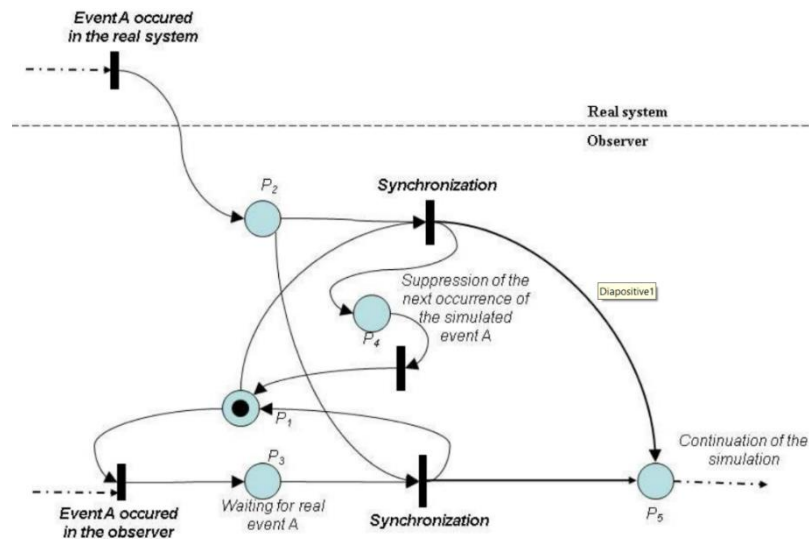 Event A occured
in the real system
Real system
Observer
P2
Synchronization
Suppression of the
next occurrence of
the simulated
event A
Diapositive1
P4
P1
Continuation of the
simulation
P3
Waiting for real
event A
P5
Event A occured
in the observer
Synchronization